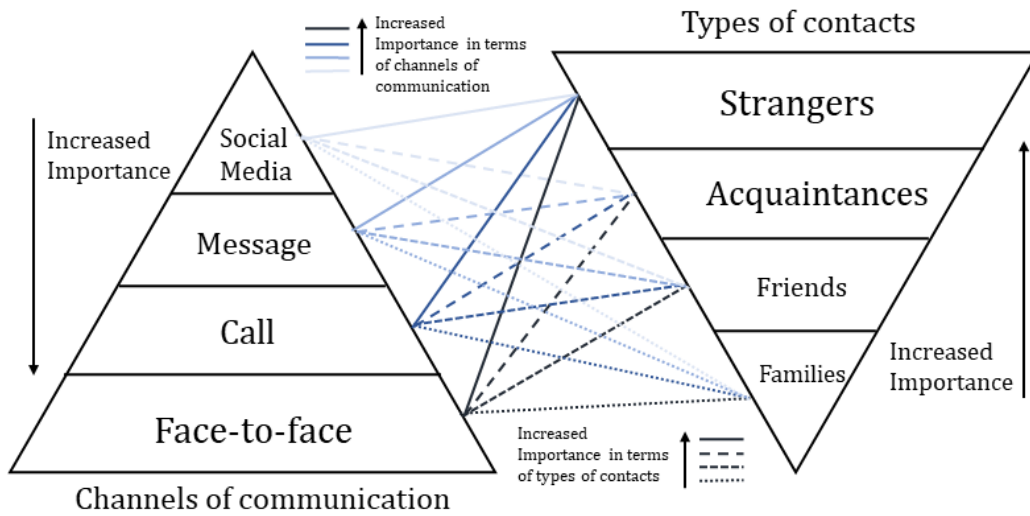 Types of contacts
Increased
Importance in terms
of channels of
communication
Increased
Importance
Social
Media
Message
Call
Face-to-face
Channels of communication
Strangers
Acquaintances
Friends
Families
Increased
Importance
Increased
Importance in terms
of types of contacts